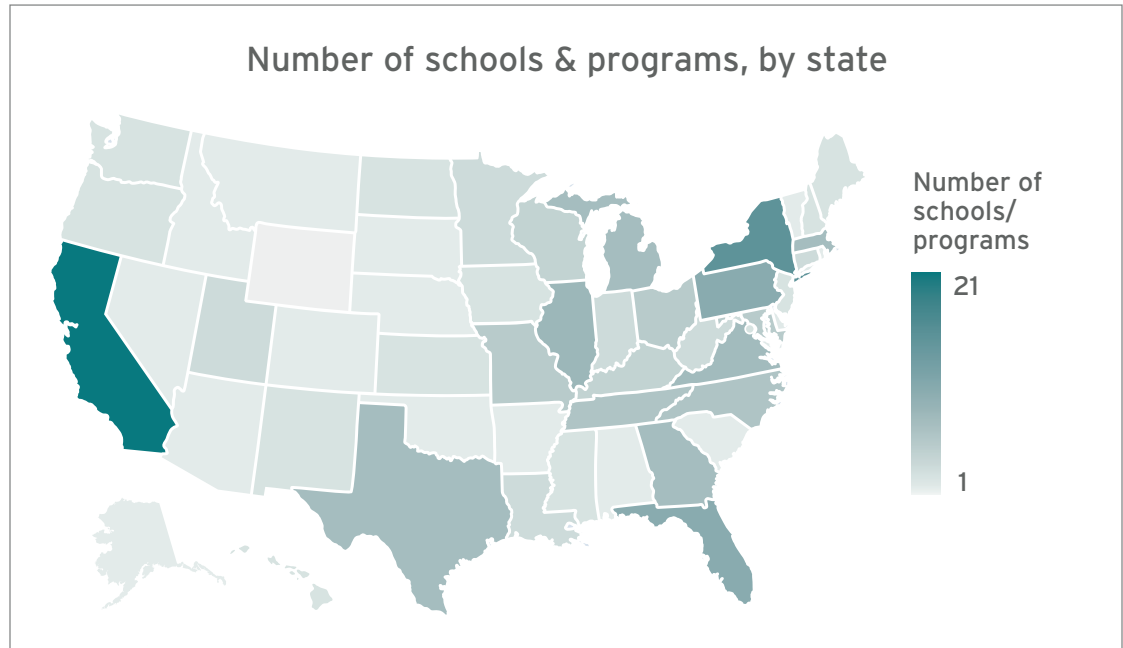 Number of schools & programs, by state
Number of
schools/
programs
21
1